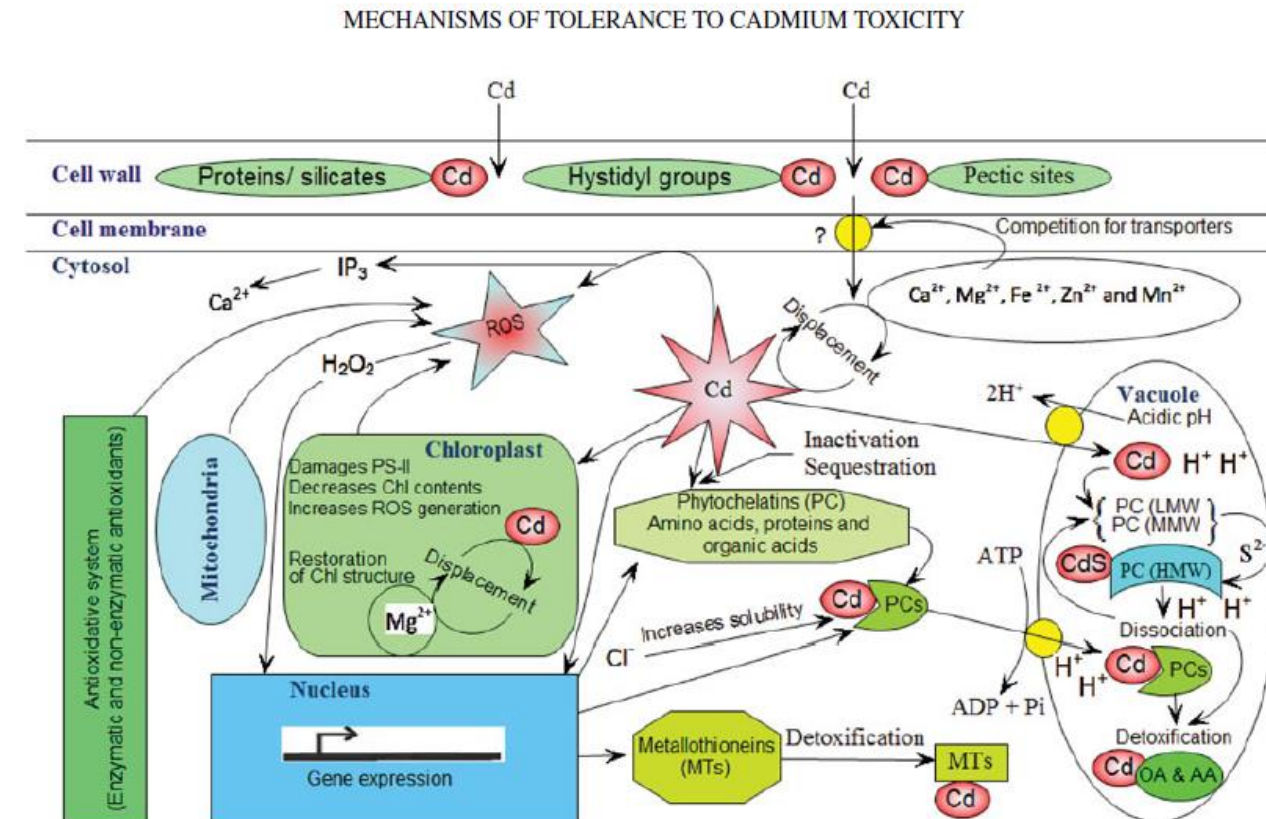 MECHANISMS OF TOLERANCE TO CADMIUM TOXICITY
Cd
Cd
Cell wall
Proteins/ silicates
Cd
Hystidyl groups
Cd
Cd
Pectic sites
Cell membrane
?
Competition for transporters
Cytosol
IP₃
Ca²⁺
ROS
H₂O₂
Ca²⁺, Mg²⁺, Fe ²⁺, Zn²⁺ and Mn²⁺
Displacement
Cd
Antioxidative system
(Enzymatic and non-enzymatic antioxidants)
Mitochondria
Chloroplast
Damages PS-II
Decreases Chl contents
Increases ROS generation
Cd
Restoration
of Chl structure
Displacement
Mg²⁺
Inactivation
Sequestration
Phytochelatins (PC)
Amino acids, proteins and
organic acids
Cd
PCs
Increases solubility
Cl⁻
2H⁺
Vacuole
Acidic pH
Cd
H⁺ H⁺
{ PC (LMW }
PC (MMW
S²⁻
CdS
PC (HMW)
H⁺
H⁺
Dissociation
ATP
ADP + Pi
H⁺
H⁺
Cd
PCs
Detoxification
Cd
OA & AA
Nucleus
Gene expression
Metallothioneins
(MTs)
Detoxification
MTs
Cd